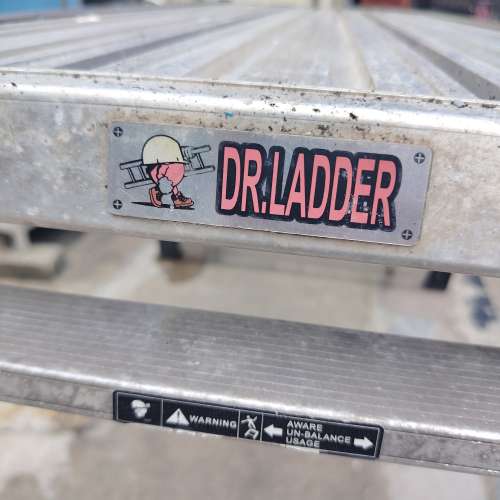 DR.LADDER
WARNING
AWARE
UN-BALANCE
USAGE